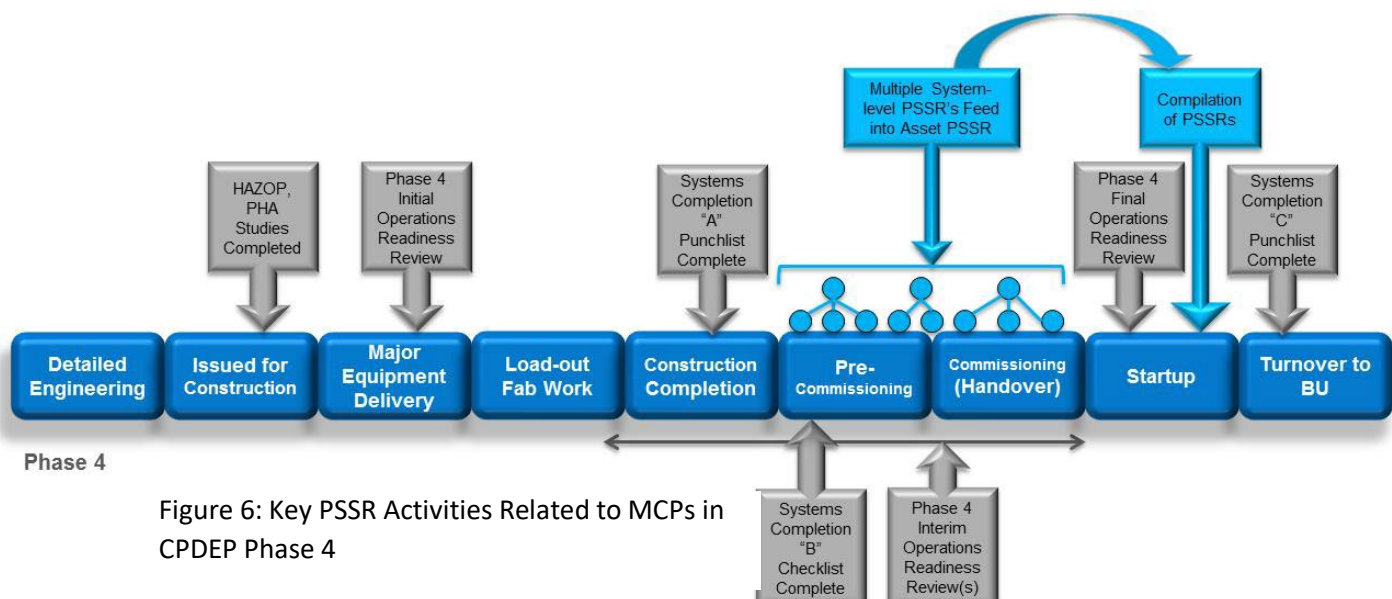 Multiple System-
level PSSR's Feed
into Asset PSSR
Compilation
of PSSRs
HAZOP,
PHA
Studies
Completed
Phase 4
Initial
Operations
Readiness
Review
Systems
Completion
“A”
Punchlist
Complete
Phase 4
Final
Operations
Readiness
Review
Systems
Completion
“C”
Punchlist
Complete
Detailed
Engineering
Issued for
Construction
Major
Equipment
Delivery
Load-out
Fab Work
Construction
Completion
Pre-
Commissioning
Commissioning
(Handover)
Startup
Turnover to
BU
Phase 4
Systems
Completion
“B”
Checklist
Complete
Phase 4
Interim
Operations
Readiness
Review(s)
Figure 6: Key PSSR Activities Related to MCPs in
CPDEP Phase 4